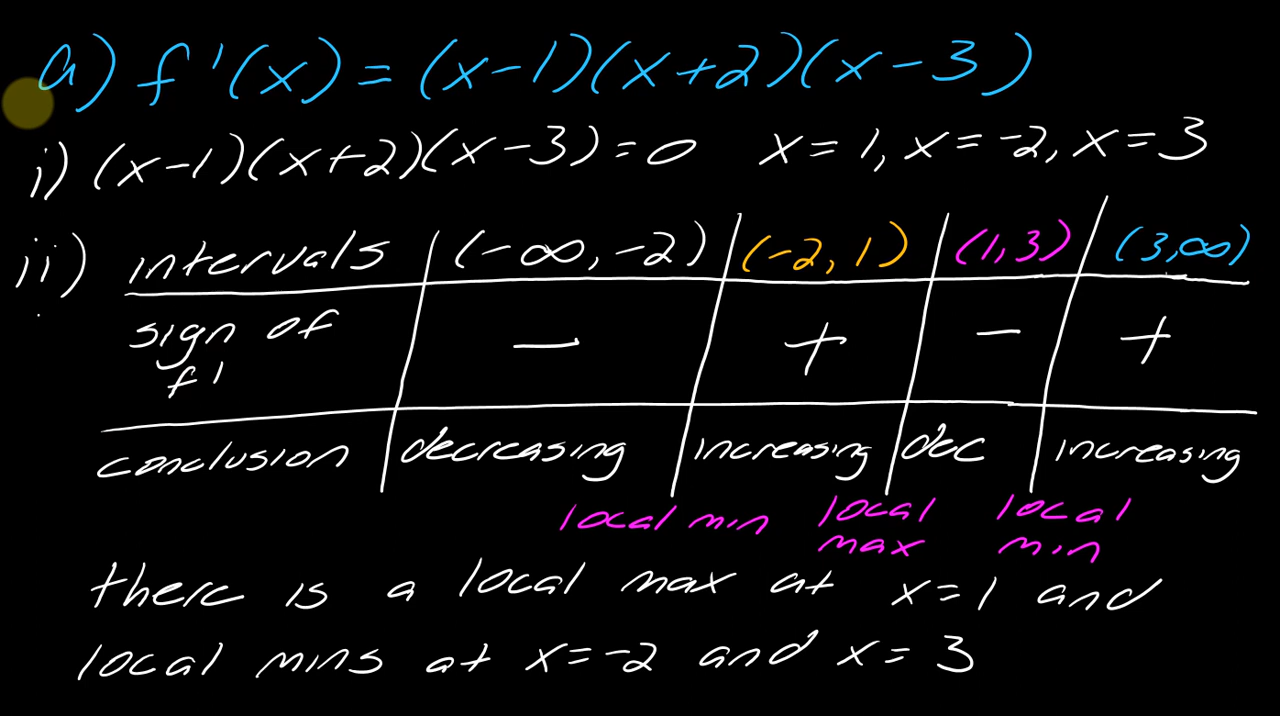 a) f'(x) = (x-1)(x+2)(x-3)
i) (x-1)(x+2)(x-3)=0 x=1, x=-2, x=3
ii) intervals (-∞,-2) (-2,1) (1,3) (3,∞)
sign of f' - + - +
conclusion decreasing increasing dec increasing
local min local max local min
there is a local max at x=1 and
local mins at x=-2 and x=3